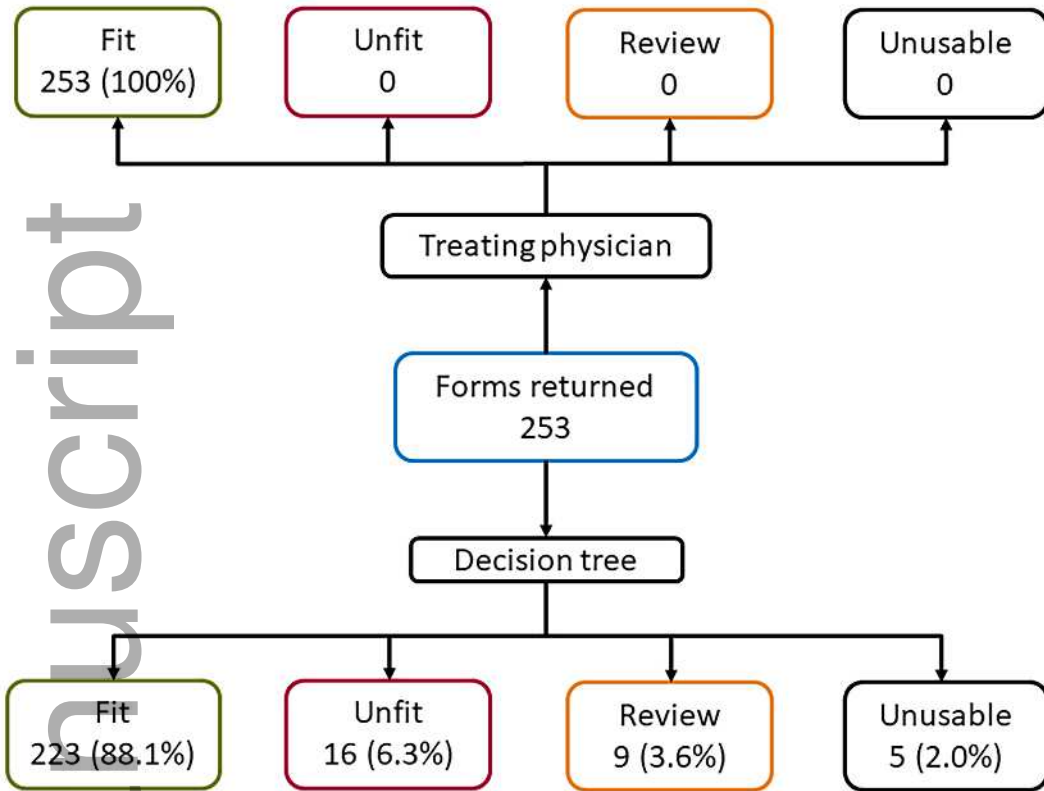 Fit
253 (100%)
Unfit
0
Review
0
Unusable
0
Treating physician
Forms returned
253
Decision tree
Fit
223 (88.1%)
Unfit
16 (6.3%)
Review
9 (3.6%)
Unusable
5 (2.0%)
nuscript